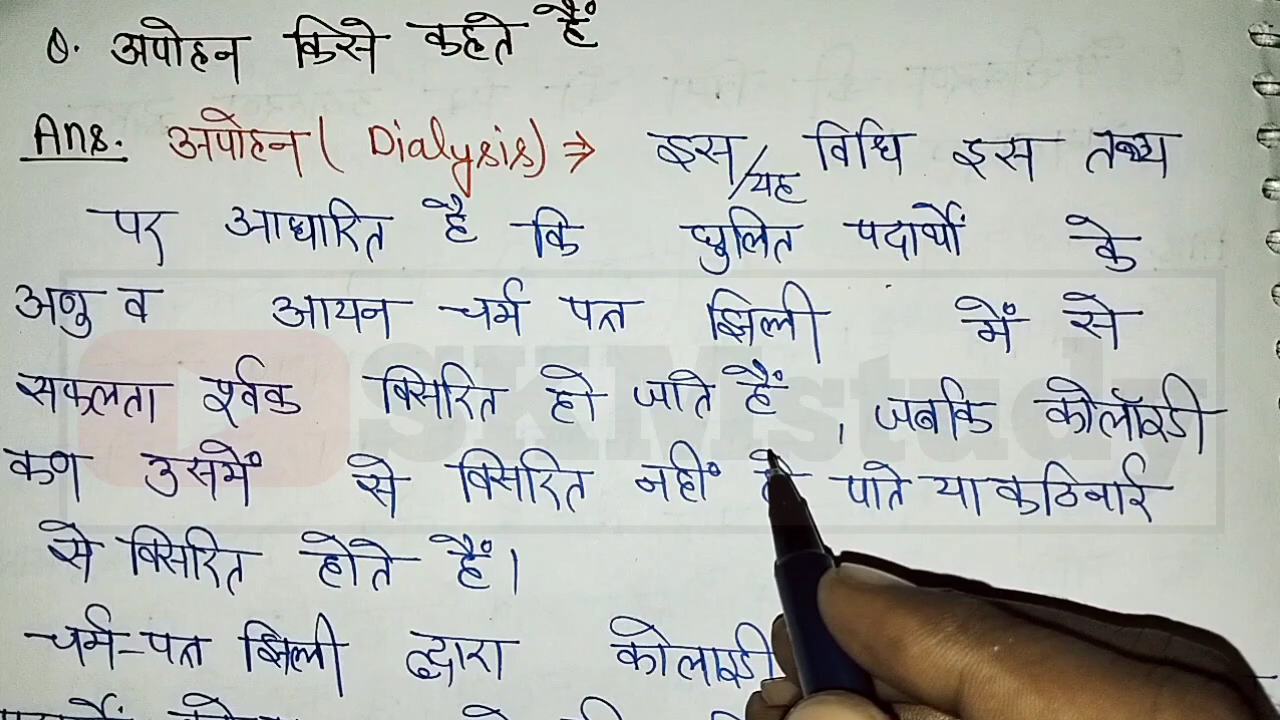 Q. अपोहन किसे कहते हैं
Ans. अपोहन ( Dialysis) ⇒ इस/यह विधि इस तथ्य
पर आधारित है कि घुलित पदार्थों के
अणु व आयन चर्म पत्र झिल्ली में से
सफलता पूर्वक विसरित हो जाते हैं, जबकि कोलॉइडी
कण उसमें से विसरित नहीं पाते या कठिनाई
से विसरित होते हैं।
चर्म-पत्र झिल्ली द्वारा कोलाइडी
SKMstudy